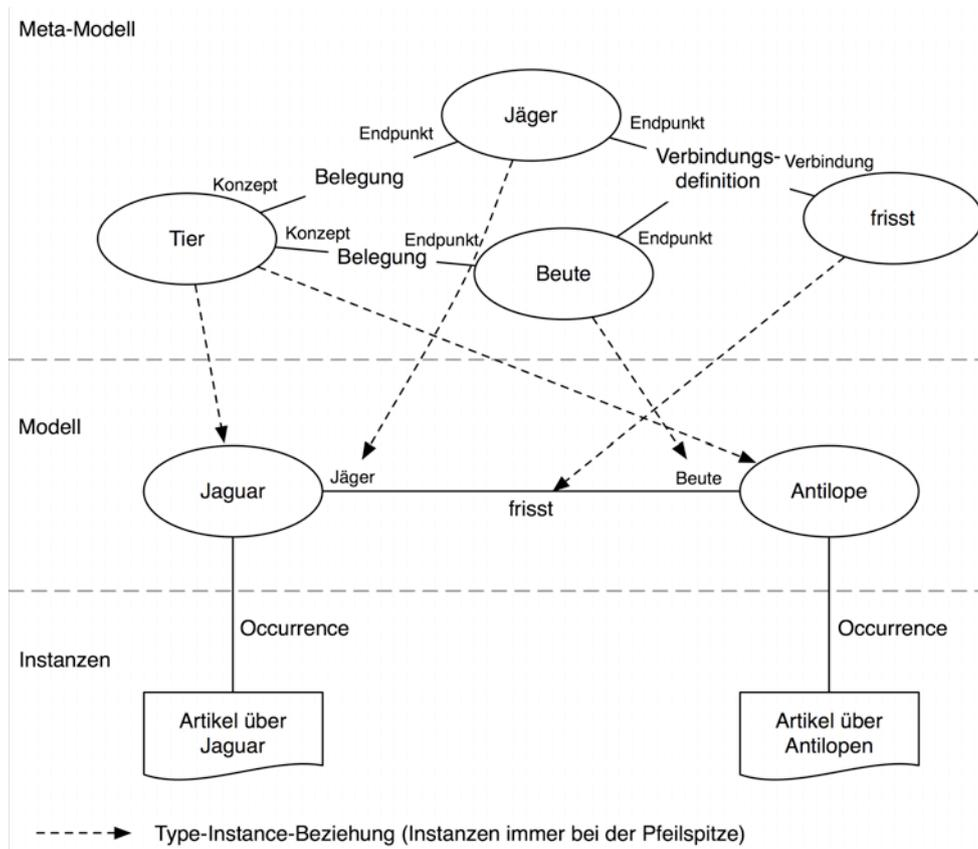 Meta-Modell
Jäger
Endpunkt
Endpunkt
Belegung
Verbindungs-
definition
Verbindung
Konzept
Tier
Konzept
Belegung
Endpunkt
Beute
Endpunkt
frisst
Modell
Jaguar
Jäger
frisst
Beute
Antilope
Occurrence
Occurrence
Instanzen
Artikel über
Jaguar
Artikel über
Antilopen
Type-Instance-Beziehung (Instanzen immer bei der Pfeilspitze)